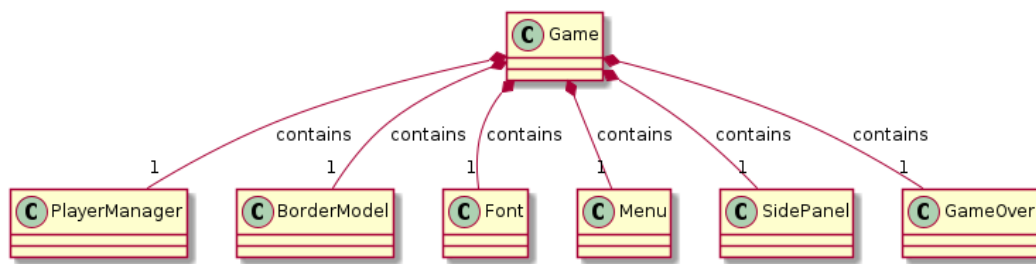 C Game
contains contains contains contains contains contains
1 1 1 1 1 1
C PlayerManager C BorderModel C Font C Menu C SidePanel C GameOver